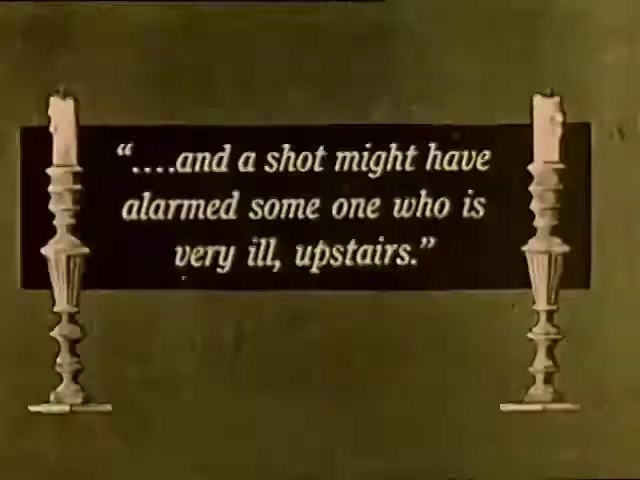 “....and a shot might have
alarmed some one who is
very ill, upstairs.”